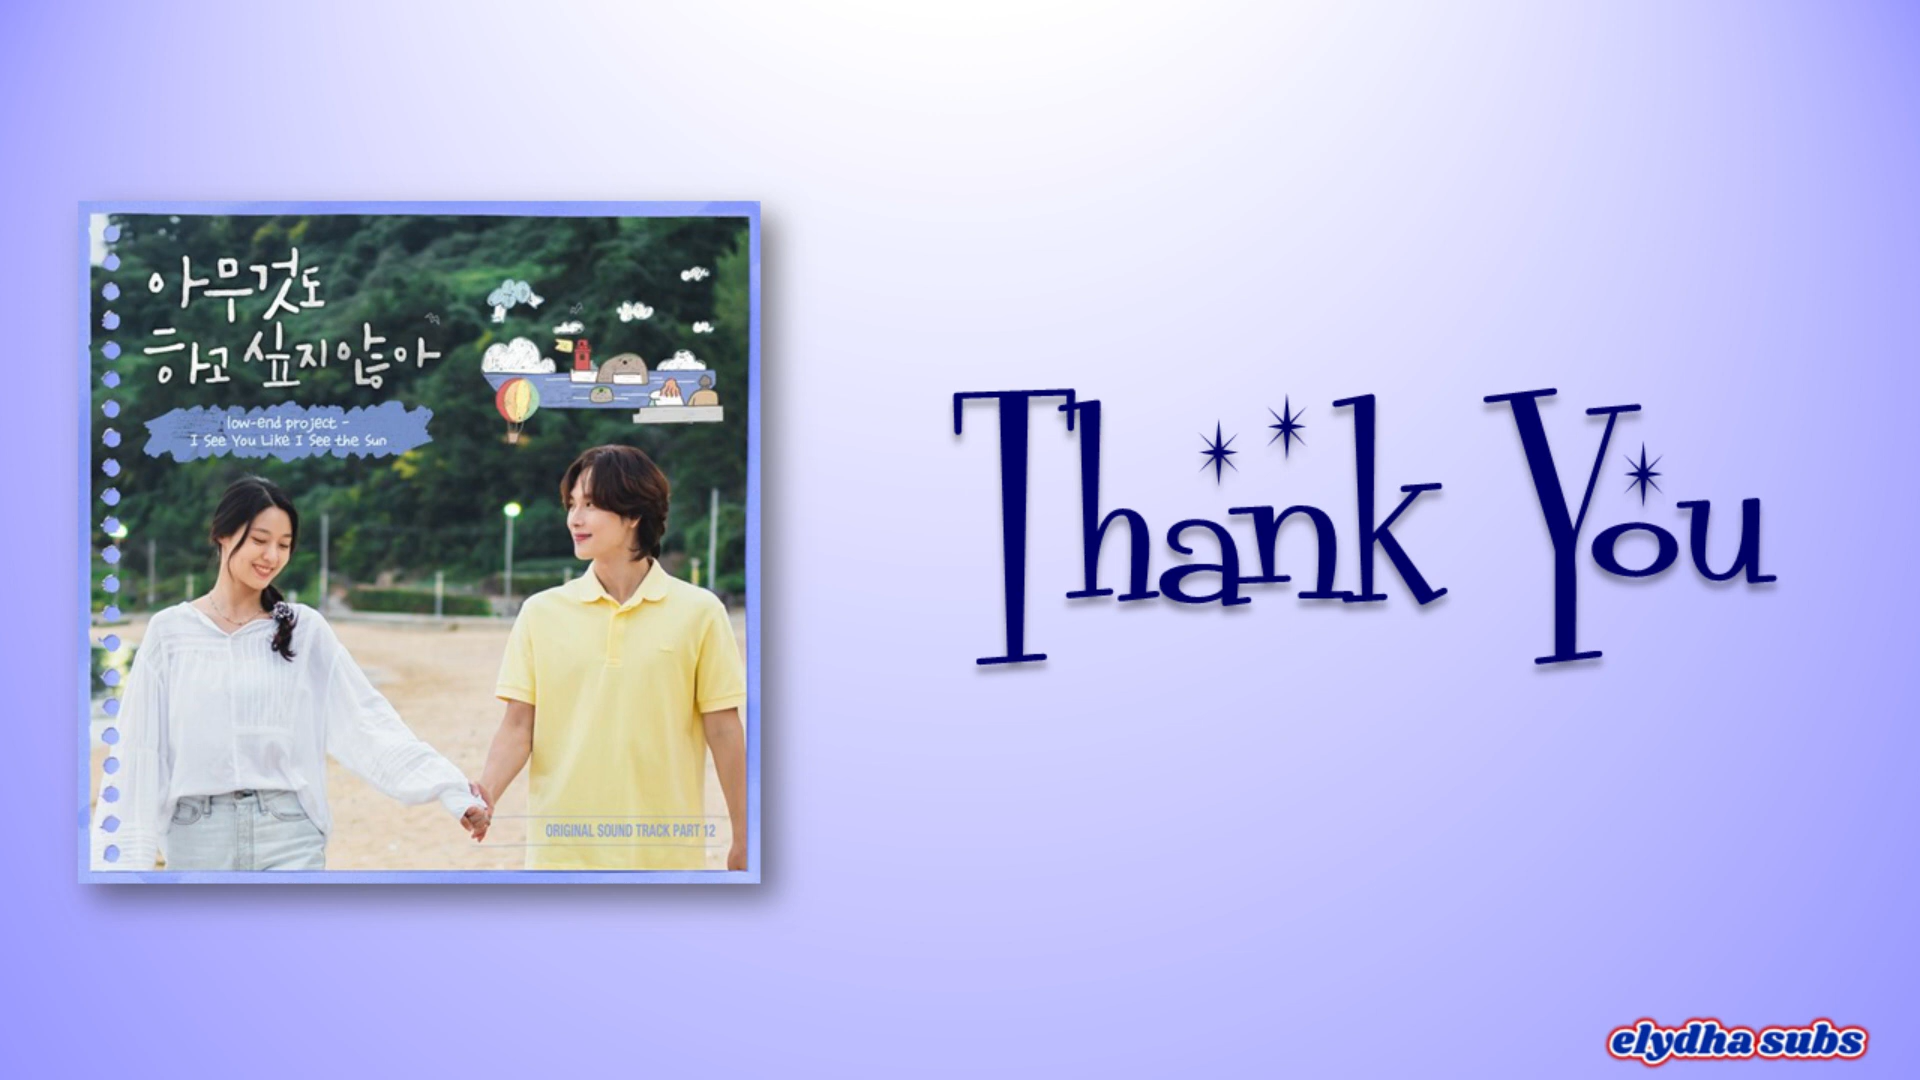 아무것도
하고 싶지 않아
low-end project -
I See You Like I See the Sun
ORIGINAL SOUND TRACK PART 12
Thank You
elydha subs